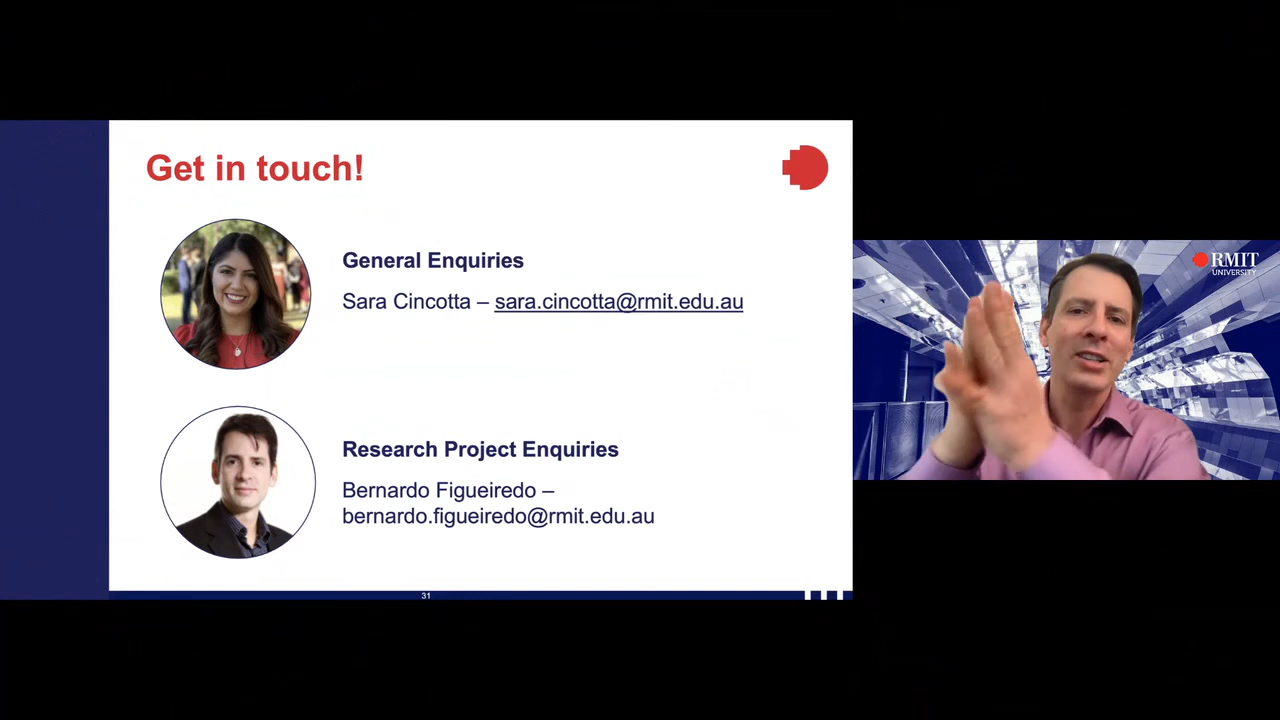 Get in touch!
General Enquiries
Sara Cincotta – sara.cincotta@rmit.edu.au
Research Project Enquiries
Bernardo Figueiredo –
bernardo.figueiredo@rmit.edu.au
31
RMIT
UNIVERSITY